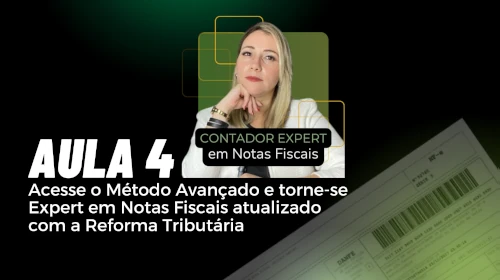 CONTADOR EXPERT
em Notas Fiscais
AULA 4
Acesse o Método Avançado e torne-se
Expert em Notas Fiscais atualizado
com a Reforma Tributária